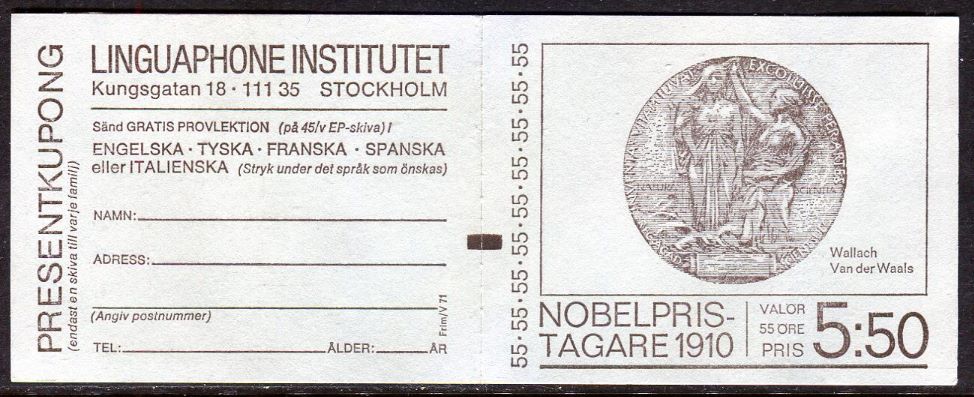 PRESENTKUPONG
(endast en skiva till varje familj)
LINGUAPHONE INSTITUTET
Kungsgatan 18 · 111 35 STOCKHOLM
Sänd GRATIS PROVLEKTION (på 45/v EP-skiva) i
ENGELSKA · TYSKA · FRANSKA · SPANSKA
eller ITALIENSKA (Stryk under det språk som önskas)
NAMN:
ADRESS:
(Angiv postnummer)
TEL: ÅLDER: ÅR
Frim/V 71
55·55·55·55·55·55·55·55·55·55
NATURA
SCIENTIA
Wallach
Van der Waals
NOBELPRIS-
TAGARE 1910
VALÖR
55 ÖRE
PRIS
5:50